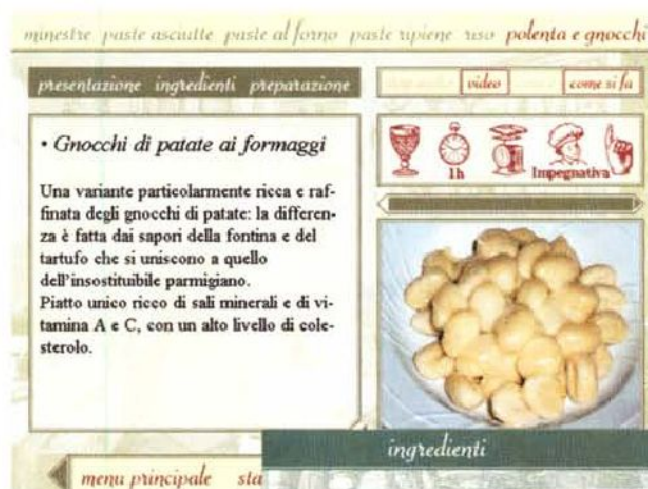 minestre paste asciutte paste al forno paste ripiene riso polenta e gnocchi
presentazione ingredienti preparazione
video come si fa
• Gnocchi di patate ai formaggi
1h Impegnativa
Una variante particolarmente ricca e raf-
finata degli gnocchi di patate: la differen-
za è fatta dai sapori della fontina e del
tartufo che si uniscono a quello
dell'insostituibile parmigiano.
Piatto unico ricco di sali minerali e di vi-
tamina A e C, con un alto livello di cole-
sterolo.
ingredienti
menu principale sta